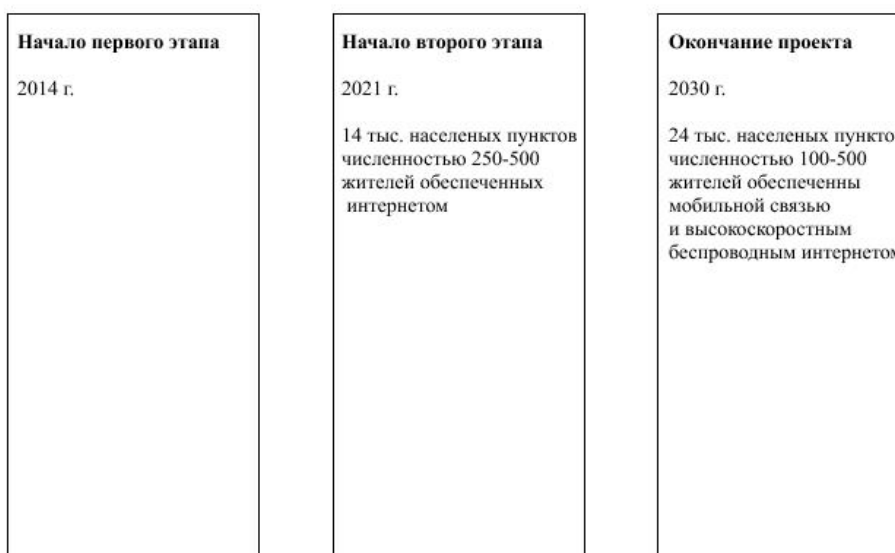 Начало первого этапа
2014 г.
Начало второго этапа
2021 г.
14 тыс. населеных пунктов
численностью 250-500
жителей обеспеченных
интернетом
Окончание проекта
2030 г.
24 тыс. населеных пункто
численностью 100-500
жителей обеспеченны
мобильной связью
и высокоскоростным
беспроводным интернетом